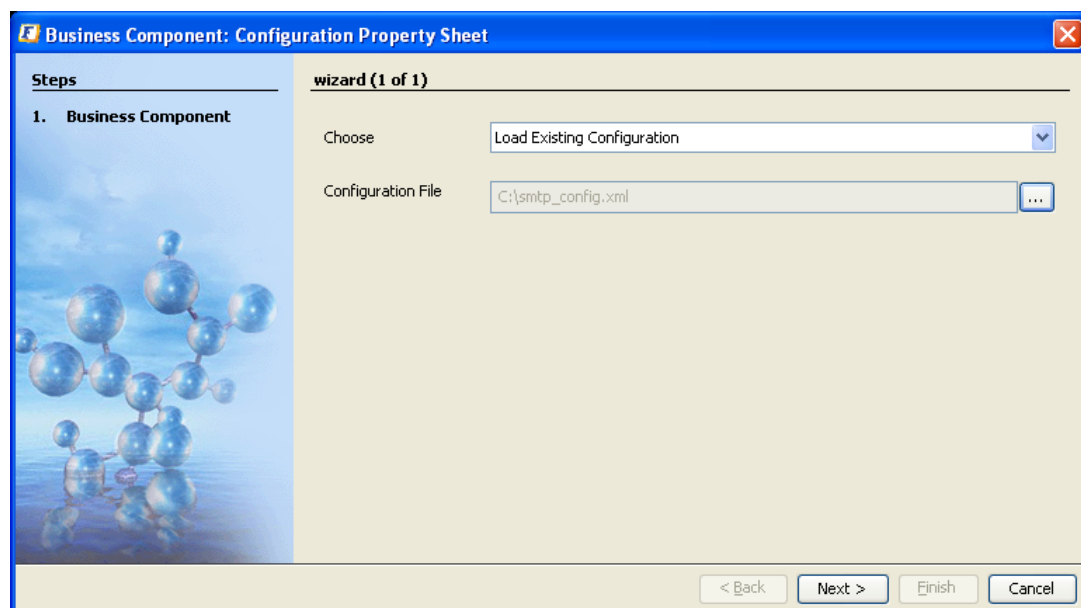 Business Component: Configuration Property Sheet
Steps
1. Business Component
wizard (1 of 1)
Choose
Load Existing Configuration
Configuration File
C:\smtp_config.xml
...
< Back
Next >
Finish
Cancel